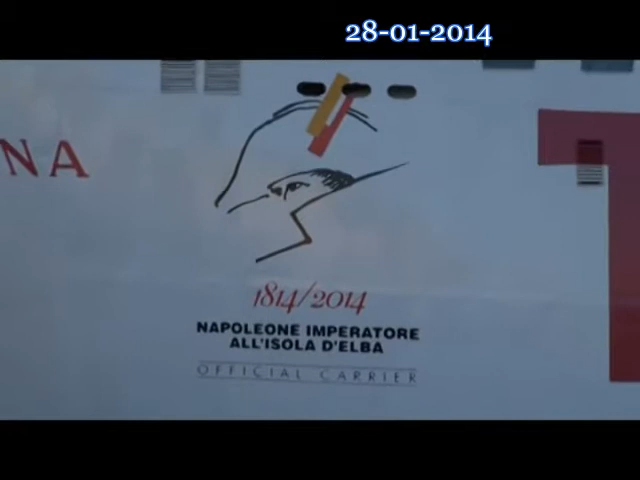 28-01-2014
NA
T
1814/2014
NAPOLEONE IMPERATORE
ALL'ISOLA D'ELBA
OFFICIAL CARRIER